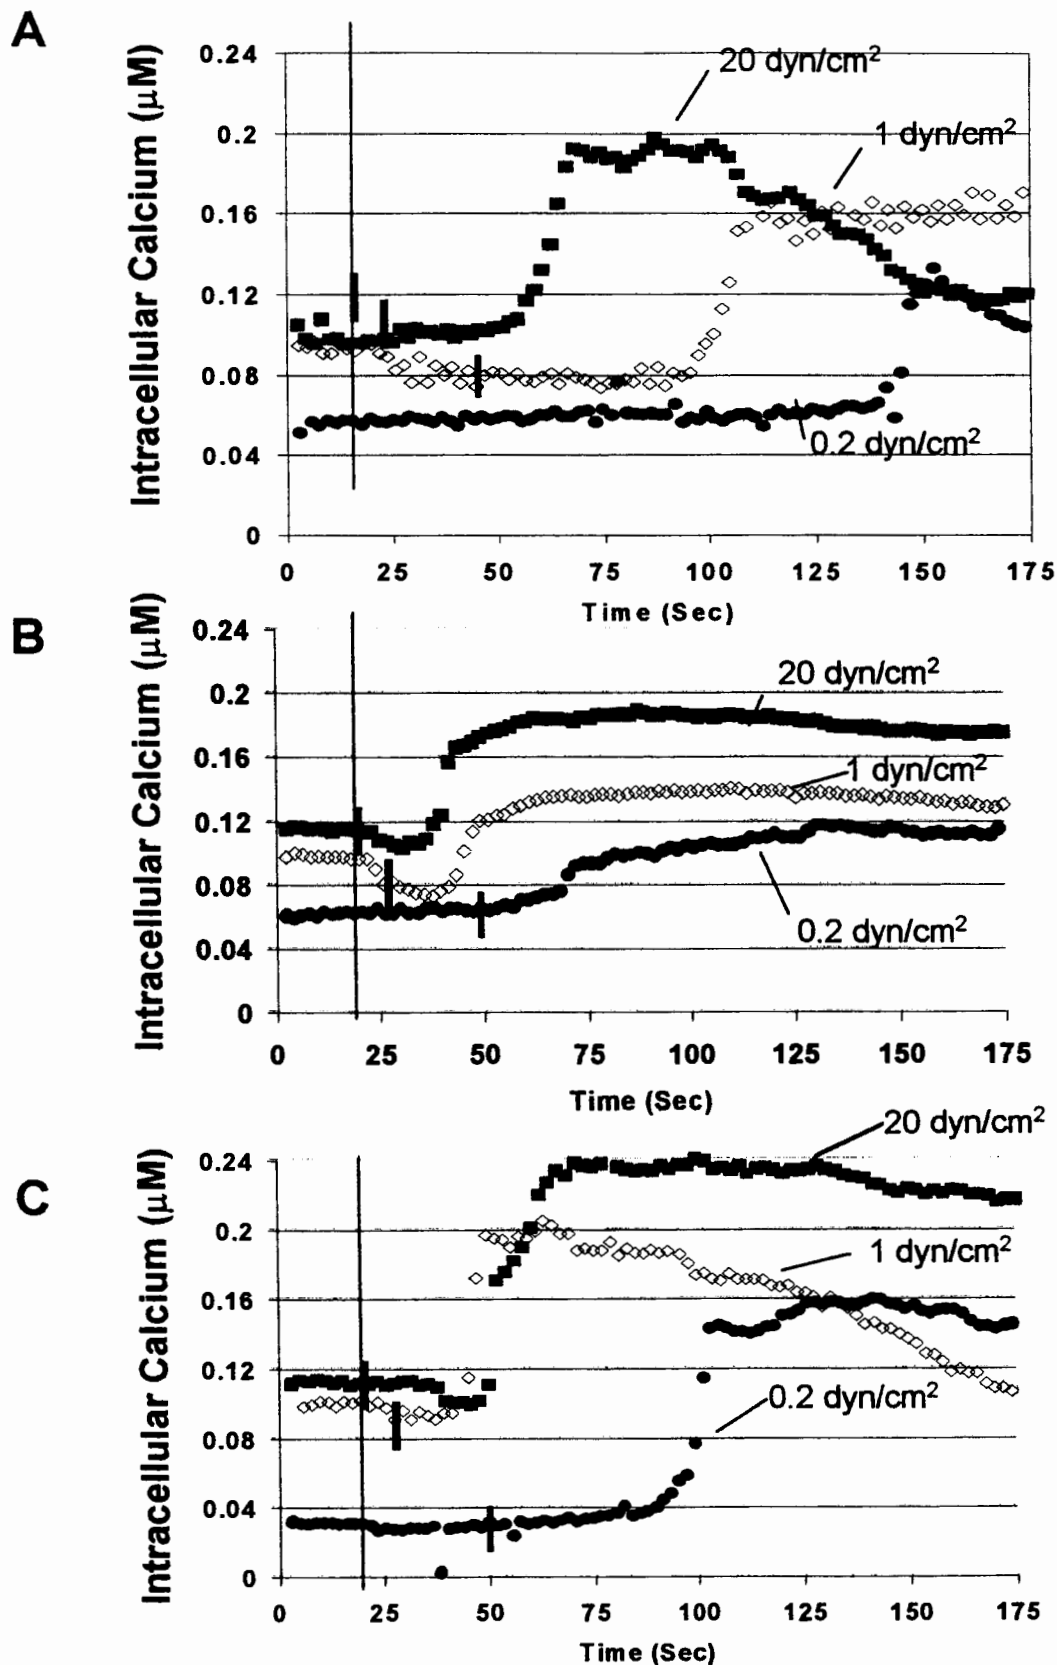 A
Intracellular Calcium (μM)
0.24
0.2
0.16
0.12
0.08
0.04
0
20 dyn/cm²
1 dyn/cm²
0.2 dyn/cm²
0 25 50 75 100 125 150 175
Time (Sec)
B
Intracellular Calcium (μM)
0.24
0.2
0.16
0.12
0.08
0.04
0
20 dyn/cm²
1 dyn/cm²
0.2 dyn/cm²
0 25 50 75 100 125 150 175
Time (Sec)
C
Intracellular Calcium (μM)
0.24
0.2
0.16
0.12
0.08
0.04
0
20 dyn/cm²
1 dyn/cm²
0.2 dyn/cm²
0 25 50 75 100 125 150 175
Time (Sec)